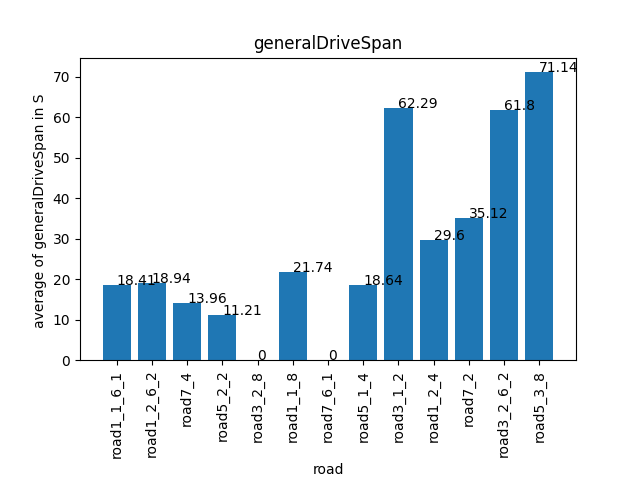 generalDriveSpan
average of generalDriveSpan in S
70
60
50
40
30
20
10
0
18.41
18.94
13.96
11.21
0
21.74
0
18.64
62.29
29.6
35.12
61.8
71.14
road1_1_6_1
road1_2_6_2
road7_4
road5_2_2
road3_2_8
road1_1_8
road7_6_1
road5_1_4
road3_1_2
road1_2_4
road7_2
road3_2_6_2
road5_3_8
road